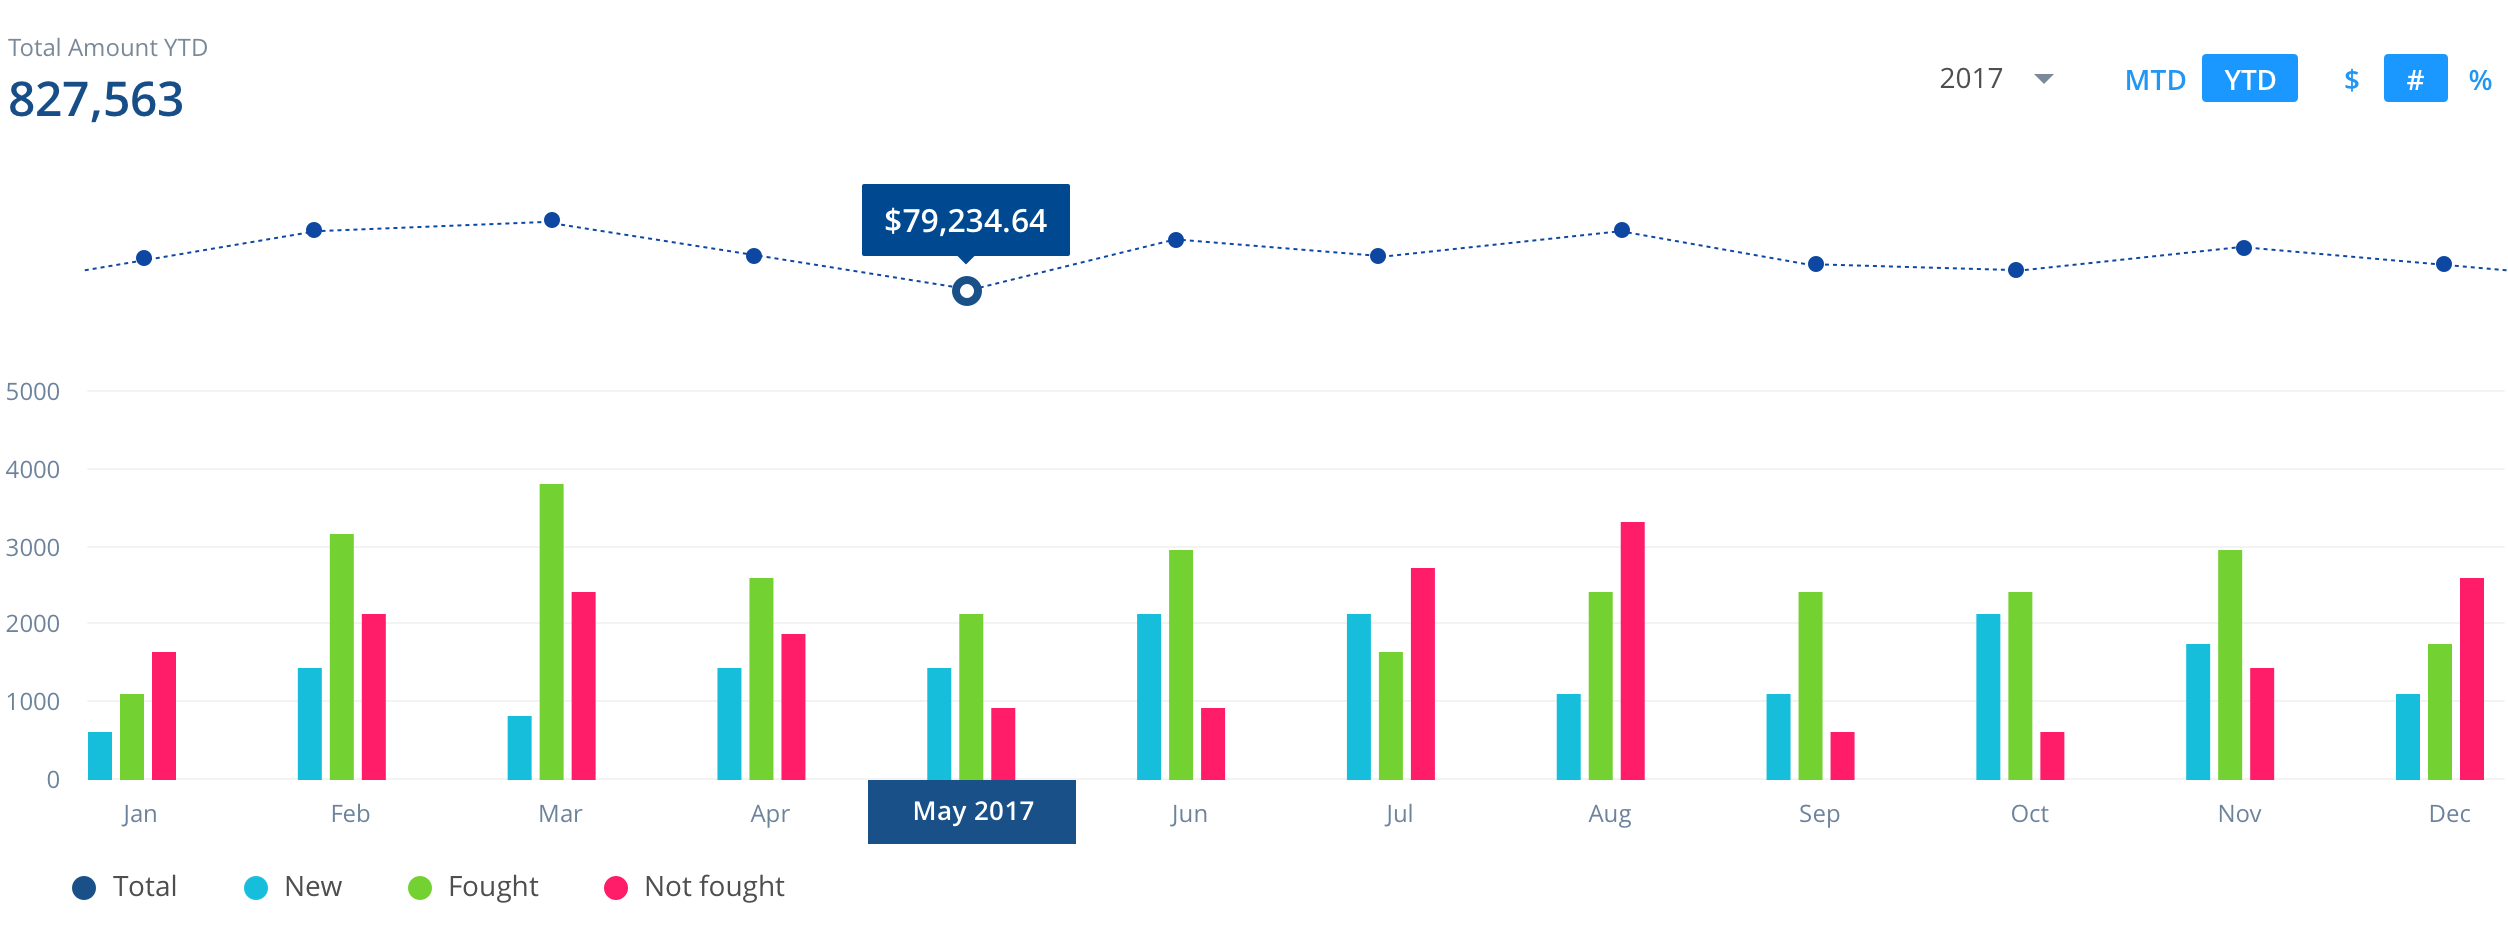 Total Amount YTD
827,563
2017 MTD YTD $ # %
$79,234.64
5000
4000
3000
2000
1000
0
Jan Feb Mar Apr May 2017 Jun Jul Aug Sep Oct Nov Dec
Total New Fought Not fought